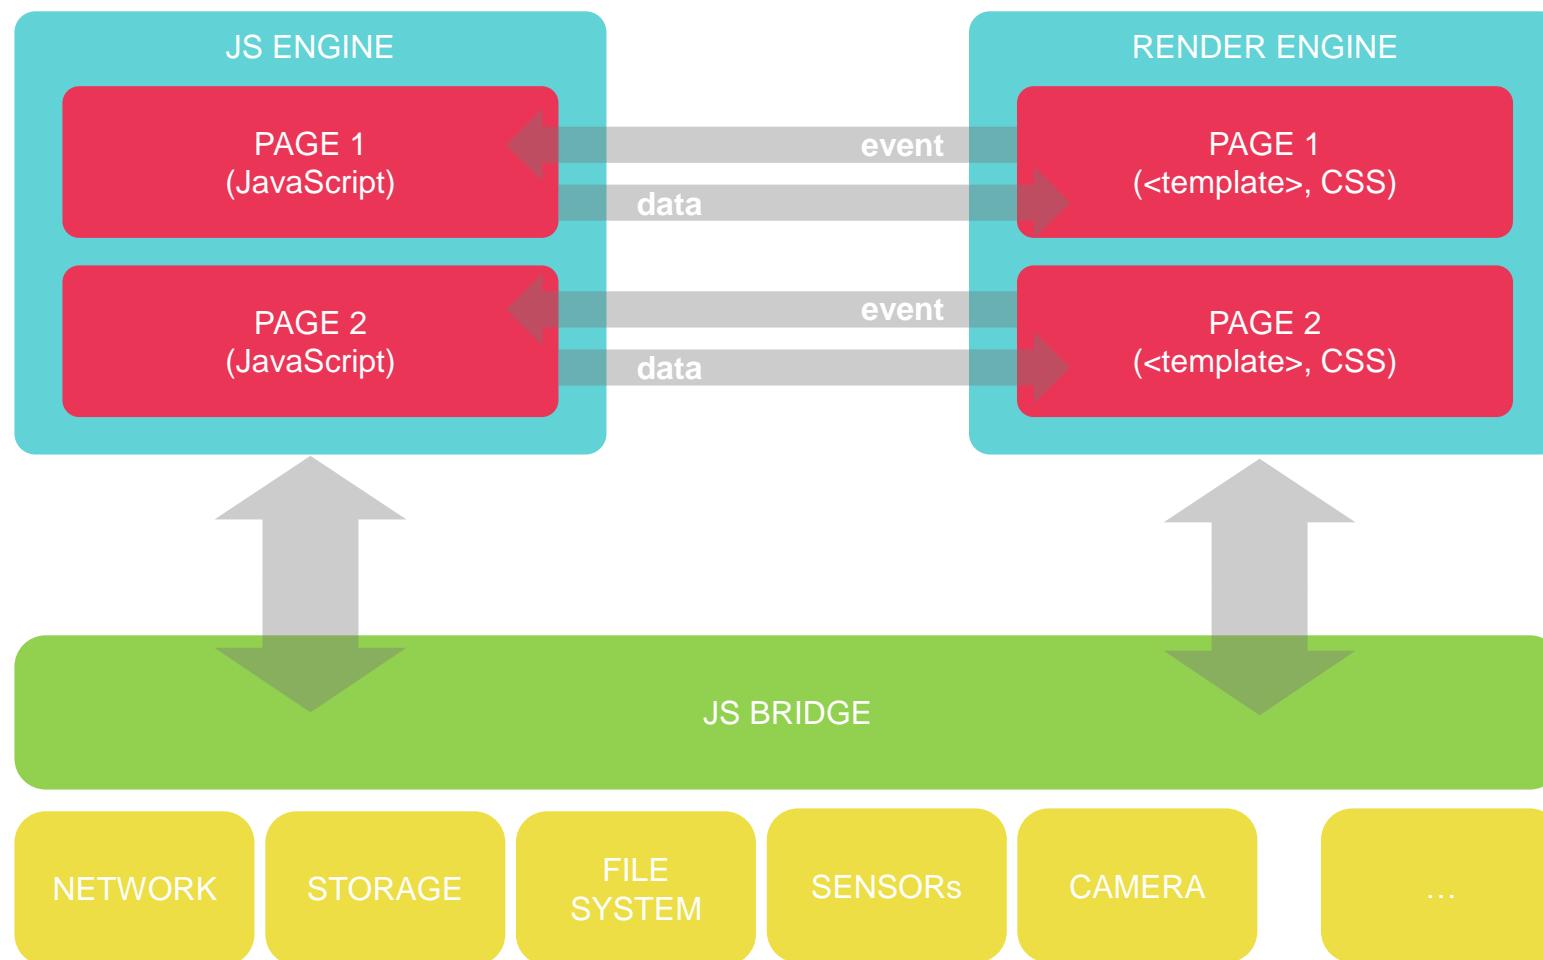 JS ENGINE
PAGE 1
(JavaScript)
PAGE 2
(JavaScript)
event
data
event
data
RENDER ENGINE
PAGE 1
(<template>, CSS)
PAGE 2
(<template>, CSS)
JS BRIDGE
NETWORK
STORAGE
FILE
SYSTEM
SENSORs
CAMERA
...